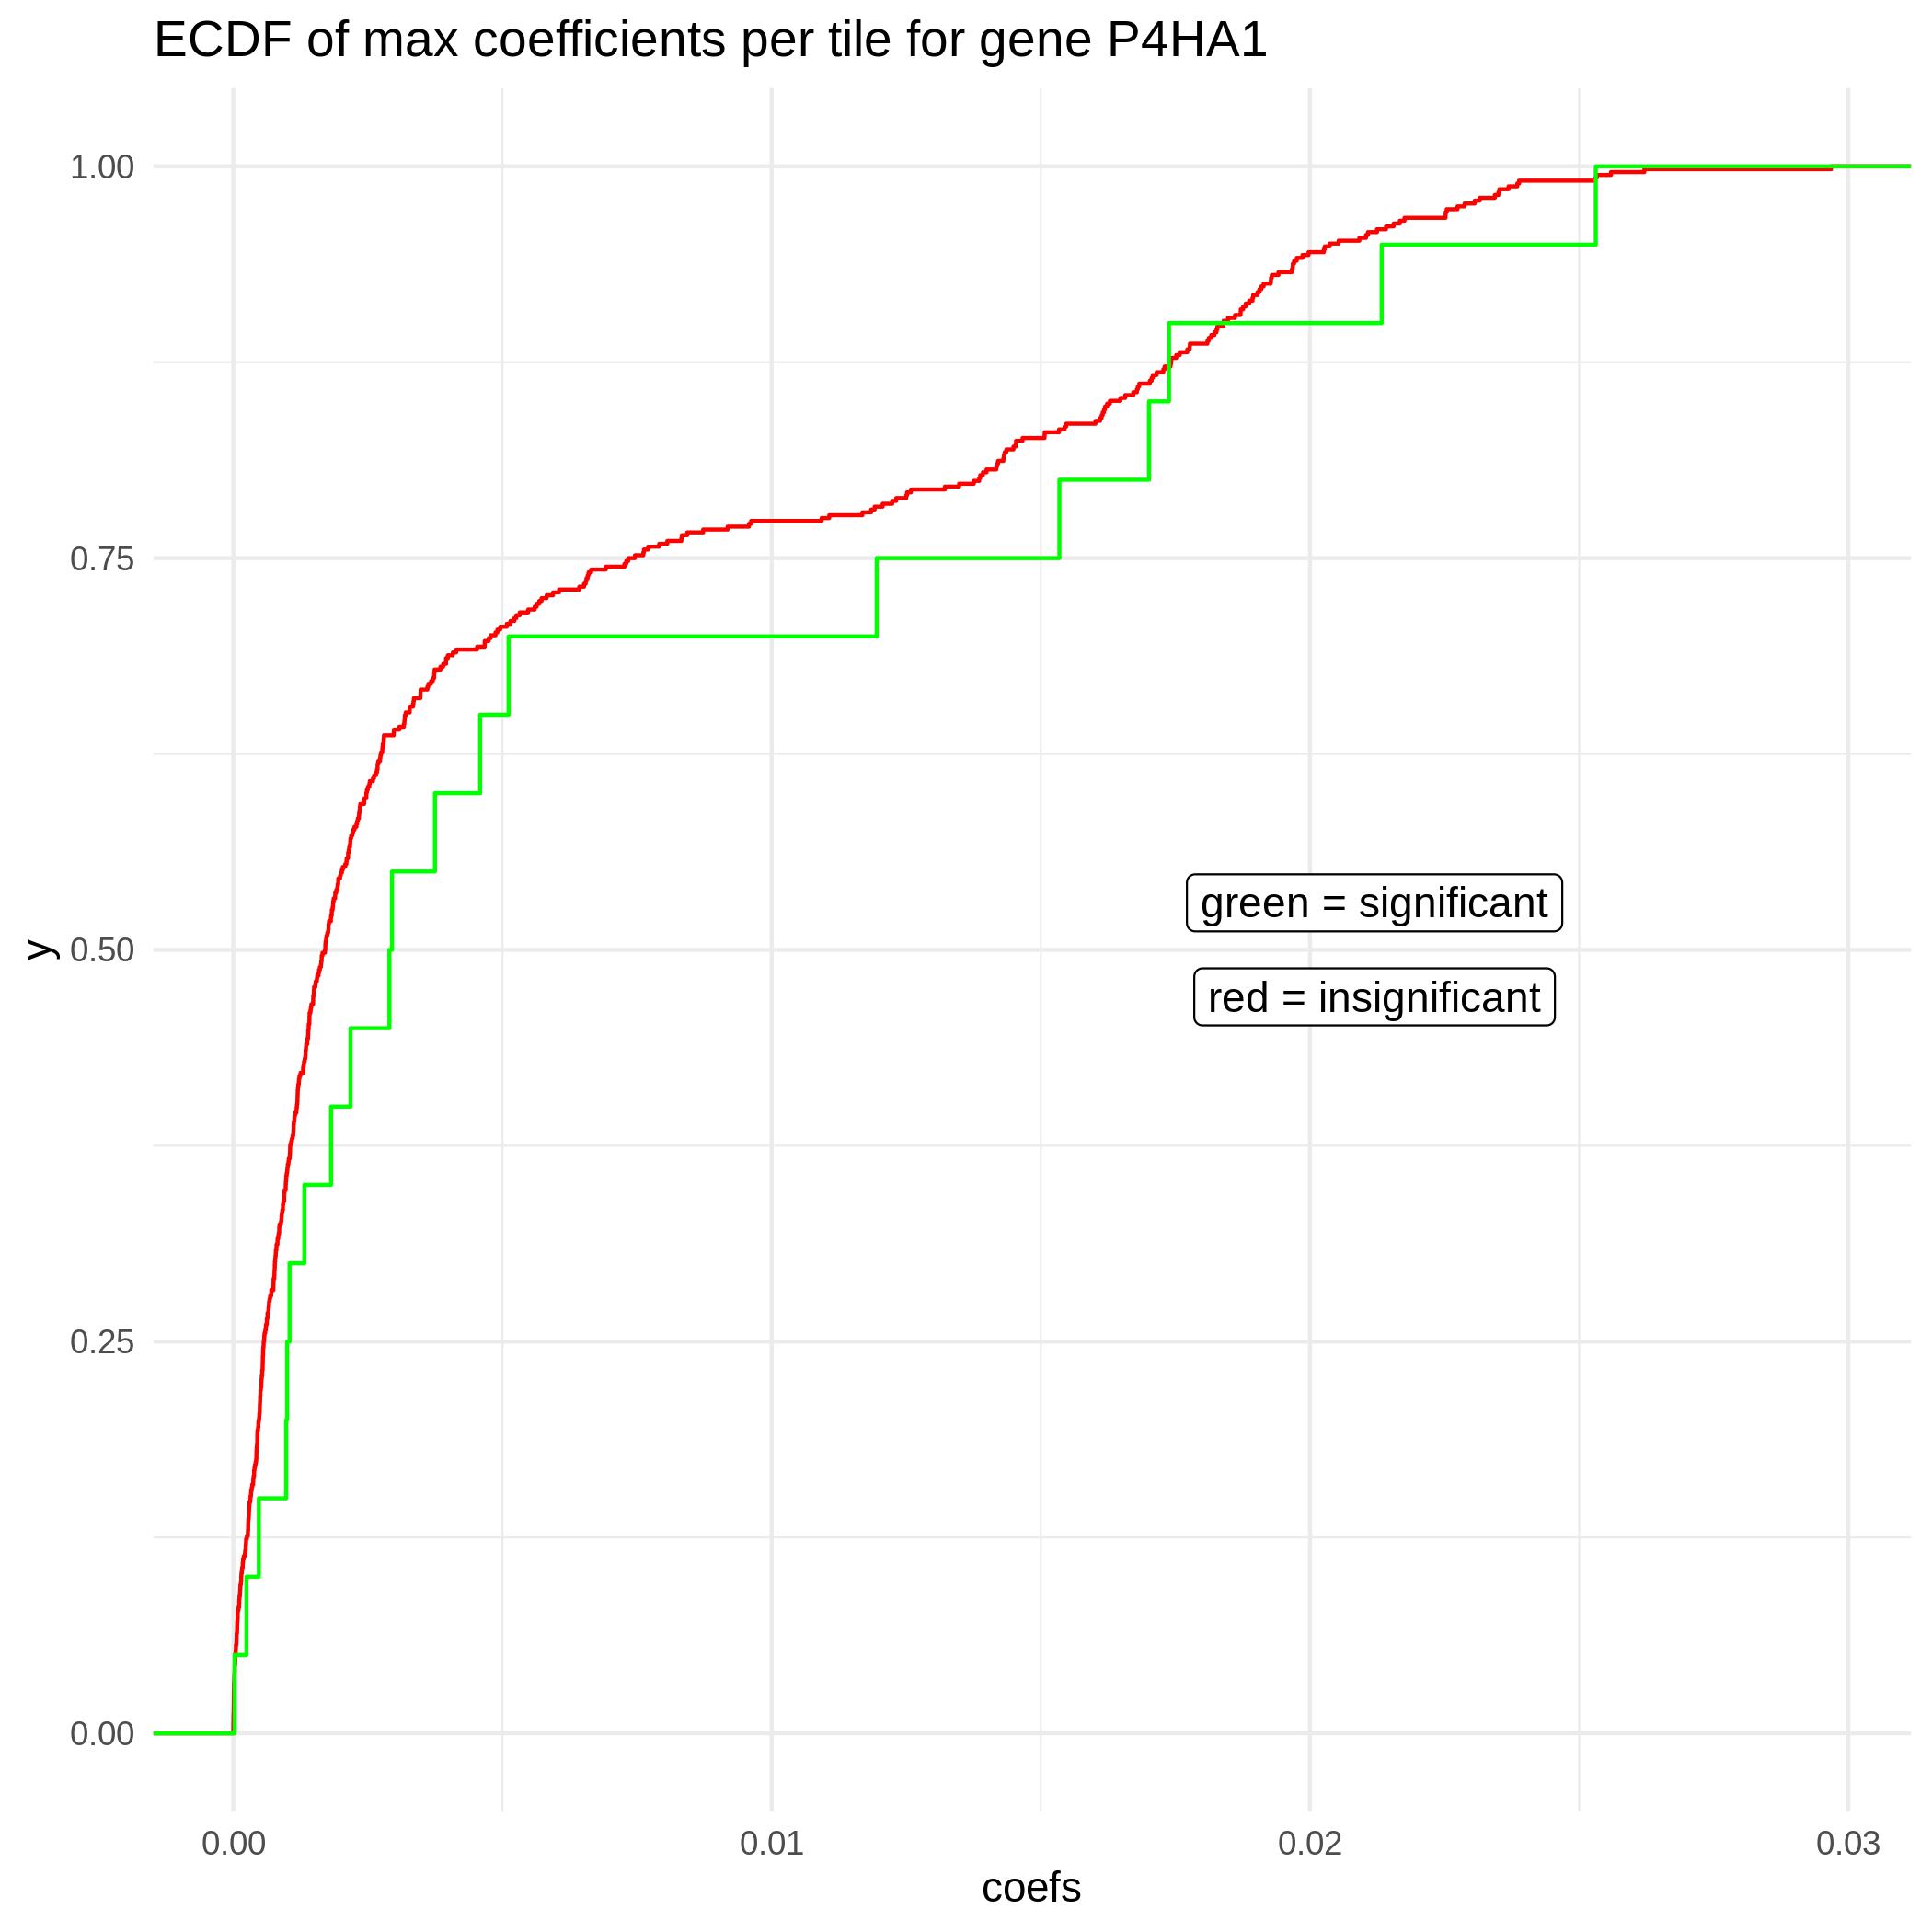 ECDF of max coefficients per tile for gene P4HA1
1.00
0.75
0.50
0.25
0.00
y
green = significant
red = insignificant
0.00 0.01 0.02 0.03
coefs